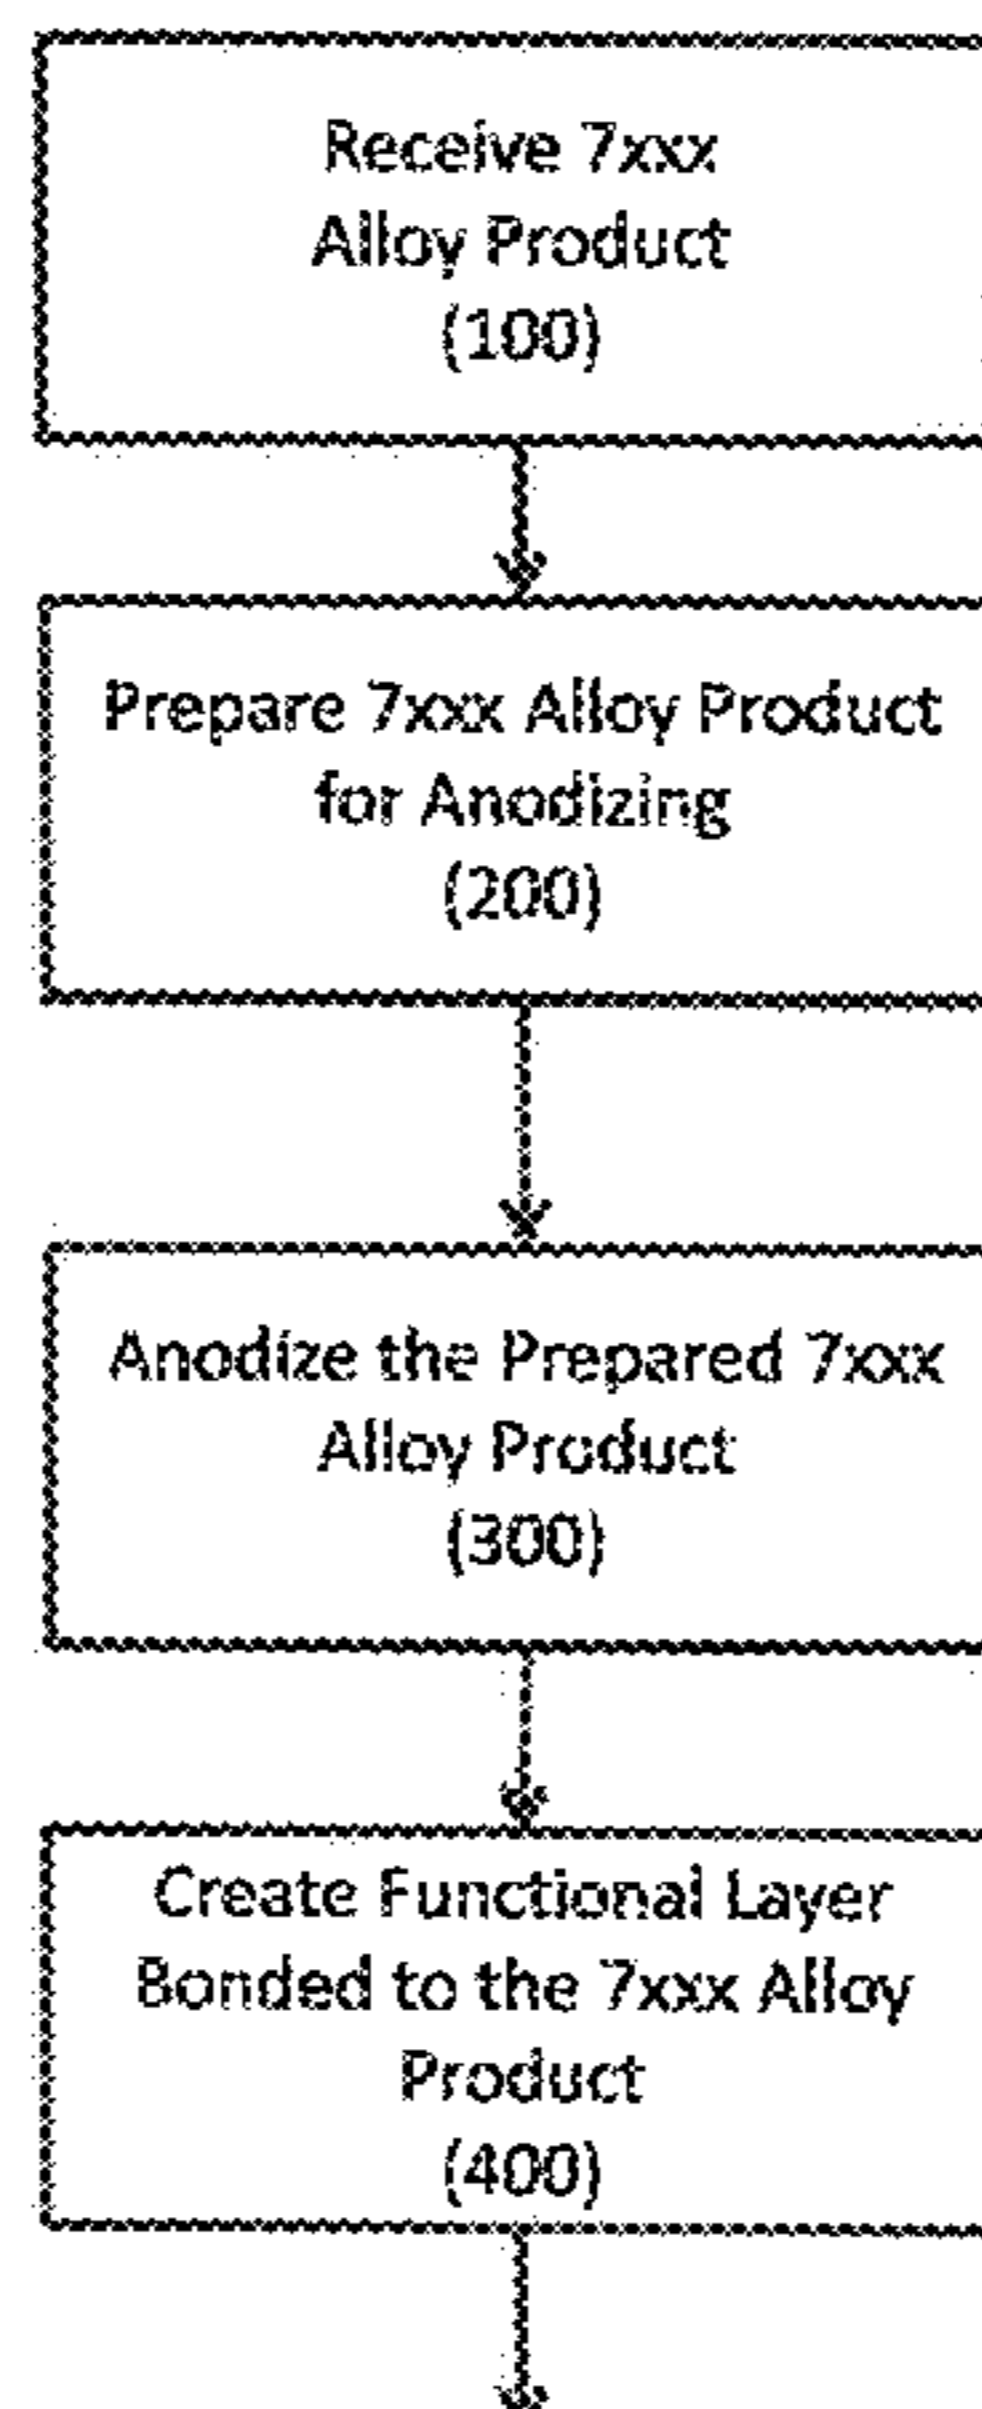 Receive 7xxx
Alloy Product
(100)
Prepare 7xxx Alloy Product
for Anodizing
(200)
Anodize the Prepared 7xxx
Alloy Product
(300)
Create Functional Layer
Bonded to the 7xxx Alloy
Product
(400)